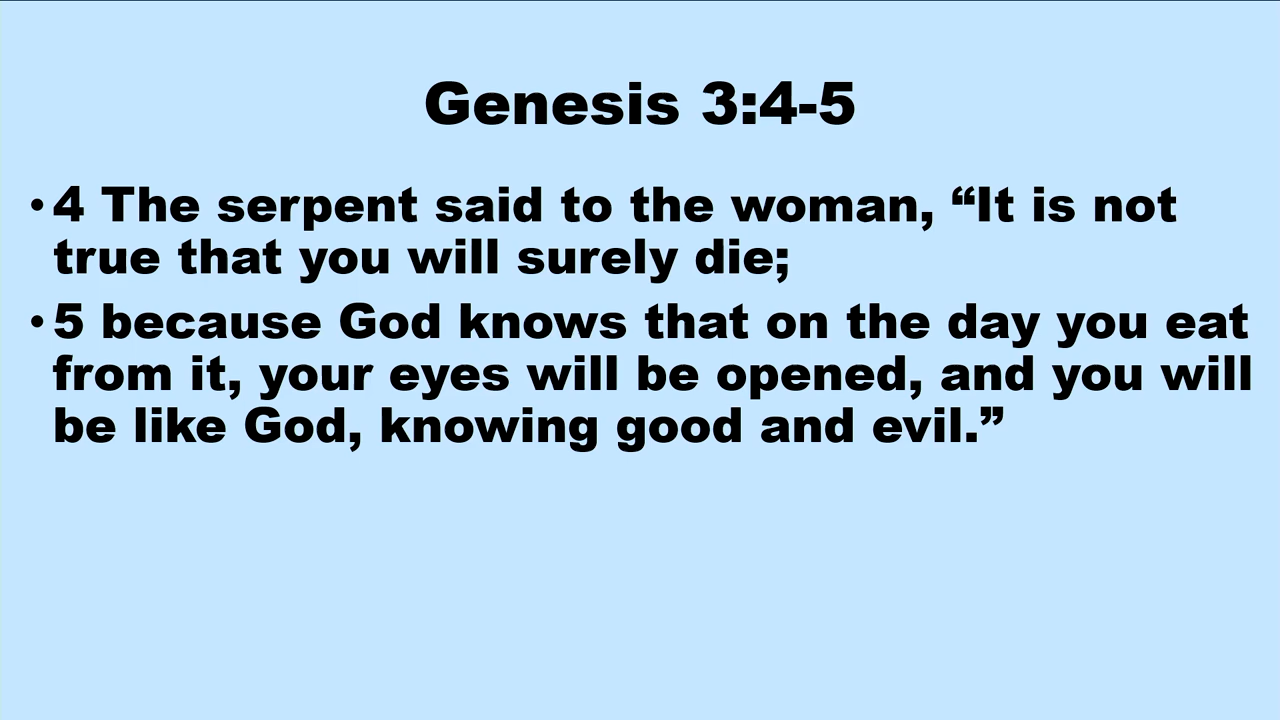 Genesis 3:4-5
• 4 The serpent said to the woman, “It is not
true that you will surely die;
• 5 because God knows that on the day you eat
from it, your eyes will be opened, and you will
be like God, knowing good and evil.”